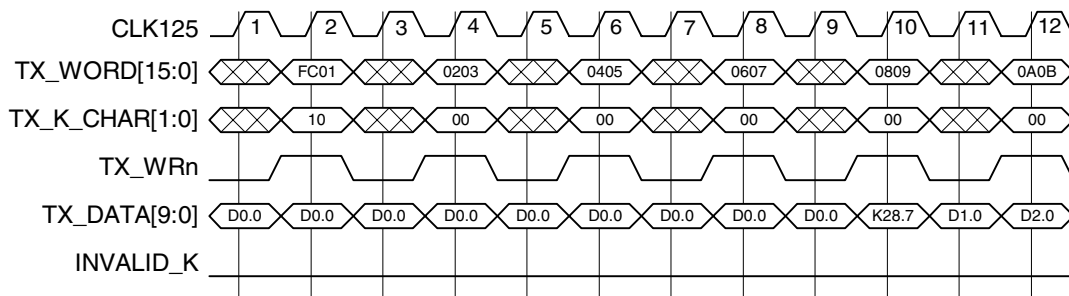 CLK125 1 2 3 4 5 6 7 8 9 10 11 12
TX_WORD[15:0] FC01 0203 0405 0607 0809 0A0B
TX_K_CHAR[1:0] 10 00 00 00 00 00
TX_WRn
TX_DATA[9:0] D0.0 D0.0 D0.0 D0.0 D0.0 D0.0 D0.0 D0.0 D0.0 K28.7 D1.0 D2.0
INVALID_K